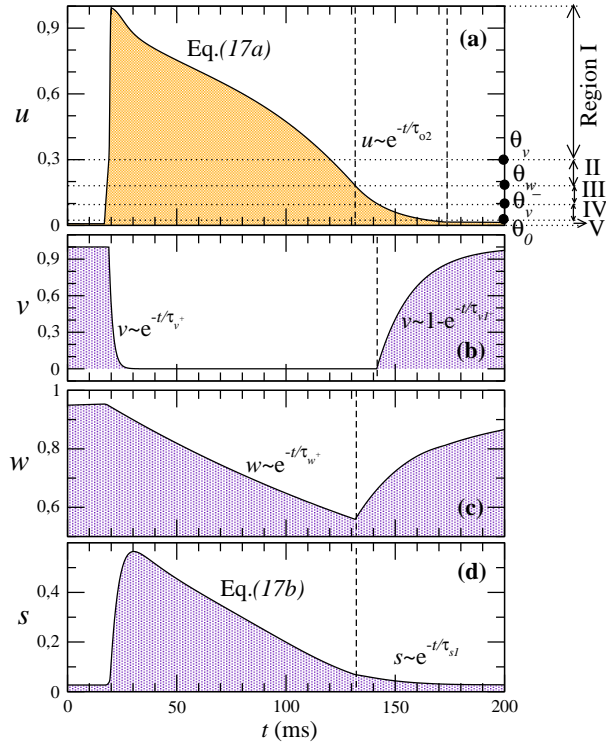 0,9
0,6
0,3
0
u
Eq.(17a)
(a)
u~e^{-t/τ_{o2}}
θ_v
θ_w
θ_v^-
θ_0
Region I
II
III
IV
V
0,9
0,6
0,3
0
v
v~e^{-t/τ_{v^+}}
v~1-e^{-t/τ_{v1^-}}
(b)
1
0,8
0,6
w
w~e^{-t/τ_{w^+}}
(c)
0,4
0,2
0
s
Eq.(17b)
(d)
s~e^{-t/τ_{s1}}
0
50
100
150
200
t (ms)